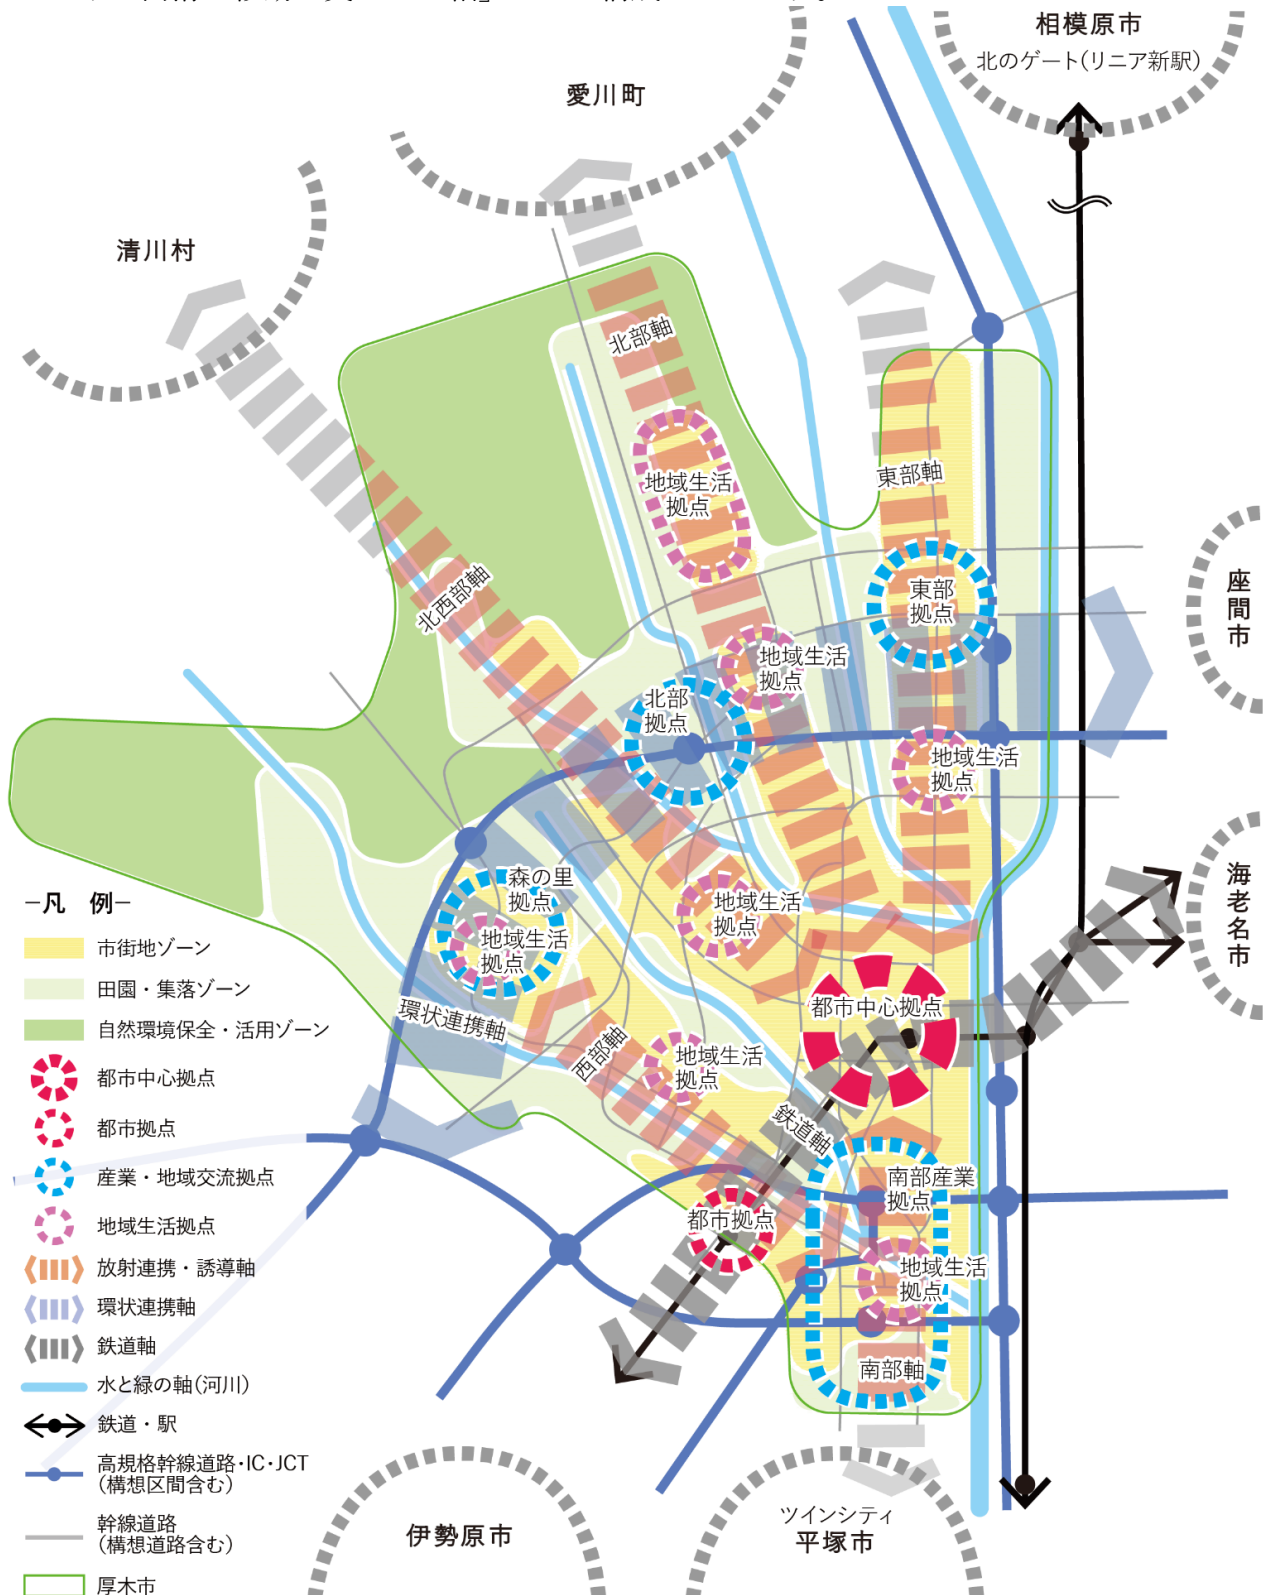 相模原市
北のゲート(リニア新駅)
愛川町
清川村
北部軸
東部軸
地域生活
拠点
座間市
北西部軸
東部
拠点
地域生活
拠点
北部
拠点
地域生活
拠点
海老名市
森の里
拠点
地域生活
拠点
地域生活
拠点
環状連携軸
都市中心拠点
西部軸
地域生活
拠点
鉄道軸
南部産業
拠点
都市拠点
地域生活
拠点
南部軸
ツインシティ
平塚市
伊勢原市
−凡 例−
市街地ゾーン
田園・集落ゾーン
自然環境保全・活用ゾーン
都市中心拠点
都市拠点
産業・地域交流拠点
地域生活拠点
放射連携・誘導軸
環状連携軸
鉄道軸
水と緑の軸(河川)
鉄道・駅
高規格幹線道路・IC・JCT
(構想区間含む)
幹線道路
(構想道路含む)
厚木市